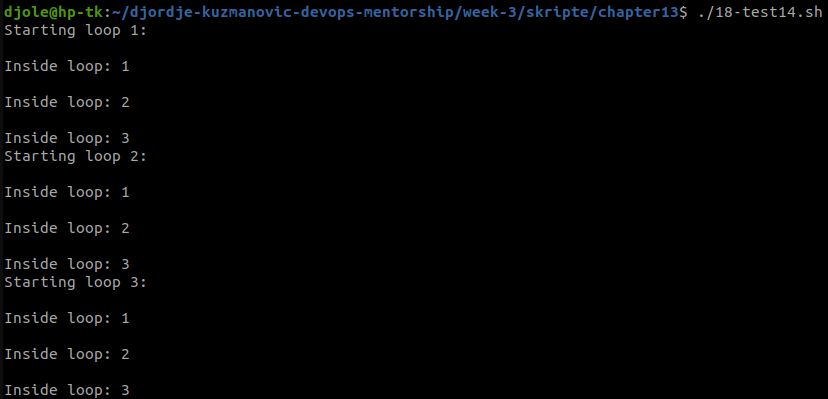 djole@hp-tk:~/djordje-kuzmanovic-devops-mentorship/week-3/skripte/chapter13$ ./18-test14.sh
Starting loop 1:
Inside loop: 1
Inside loop: 2
Inside loop: 3
Starting loop 2:
Inside loop: 1
Inside loop: 2
Inside loop: 3
Starting loop 3:
Inside loop: 1
Inside loop: 2
Inside loop: 3